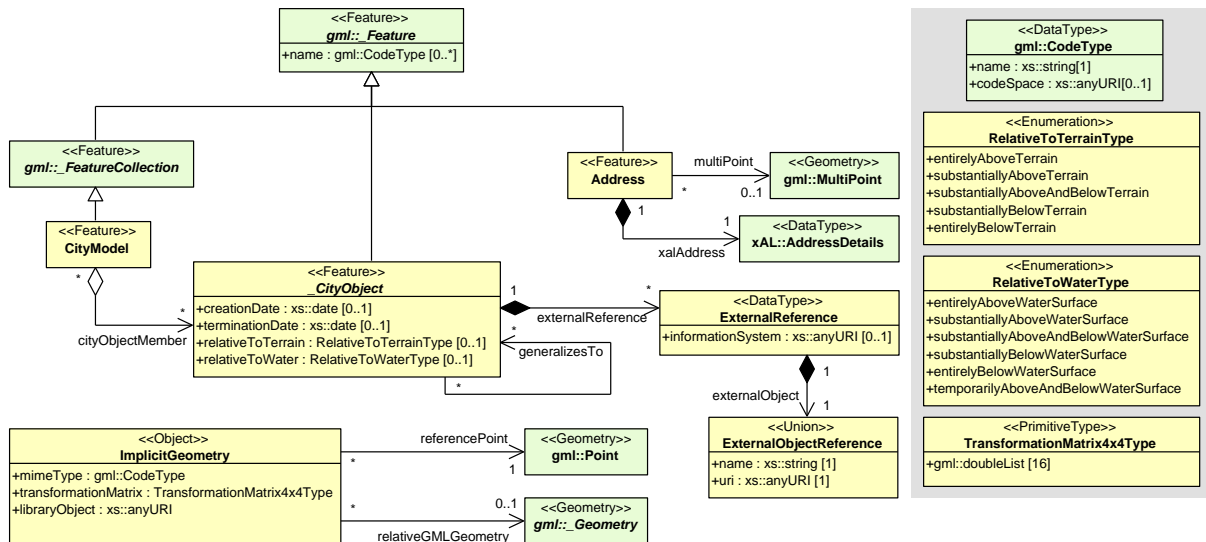 <<Feature>>
gml::_Feature
+name : gml::CodeType [0..*]
<<Feature>>
gml::_FeatureCollection
<<Feature>>
CityModel
*
*
cityObjectMember
<<Feature>>
Address
multiPoint
*
0..1
<<Geometry>>
gml::MultiPoint
1
1
xalAddress
<<DataType>>
xAL::AddressDetails
<<Feature>>
_CityObject
+creationDate : xs::date [0..1]
+terminationDate : xs::date [0..1]
+relativeToTerrain : RelativeToTerrainType [0..1]
+relativeToWater : RelativeToWaterType [0..1]
1
*
externalReference
*
generalizesTo
*
<<DataType>>
ExternalReference
+informationSystem : xs::anyURI [0..1]
1
externalObject
1
<<Union>>
ExternalObjectReference
+name : xs::string [1]
+uri : xs::anyURI [1]
<<Object>>
ImplicitGeometry
+mimeType : gml::CodeType
+transformationMatrix : TransformationMatrix4x4Type
+libraryObject : xs::anyURI
referencePoint
*
1
<<Geometry>>
gml::Point
*
0..1
relativeGMLGeometry
<<Geometry>>
gml::_Geometry
<<DataType>>
gml::CodeType
+name : xs::string[1]
+codeSpace : xs::anyURI[0..1]
<<Enumeration>>
RelativeToTerrainType
+entirelyAboveTerrain
+substantiallyAboveTerrain
+substantiallyAboveAndBelowTerrain
+substantiallyBelowTerrain
+entirelyBelowTerrain
<<Enumeration>>
RelativeToWaterType
+entirelyAboveWaterSurface
+substantiallyAboveWaterSurface
+substantiallyAboveAndBelowWaterSurface
+substantiallyBelowWaterSurface
+entirelyBelowWaterSurface
+temporarilyAboveAndBelowWaterSurface
<<PrimitiveType>>
TransformationMatrix4x4Type
+gml::doubleList [16]